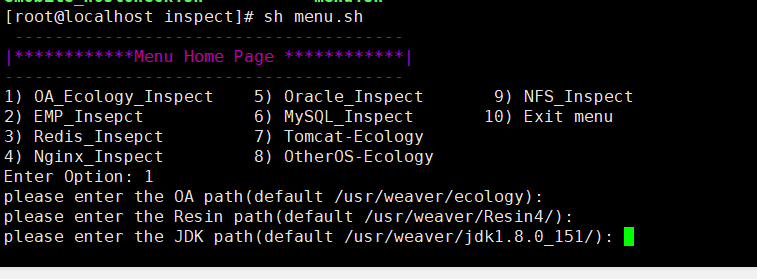 [root@localhost inspect]# sh menu.sh
----------------------------------------
|************Menu Home Page ************|
----------------------------------------
1) OA_Ecology_Inspect 5) Oracle_Inspect 9) NFS_Inspect
2) EMP_Insepct 6) MySQL_Inspect 10) Exit menu
3) Redis_Insepct 7) Tomcat-Ecology
4) Nginx_Inspect 8) OtherOS-Ecology
Enter Option: 1
please enter the OA path(default /usr/weaver/ecology):
please enter the Resin path(default /usr/weaver/Resin4/):
please enter the JDK path(default /usr/weaver/jdk1.8.0_151/):